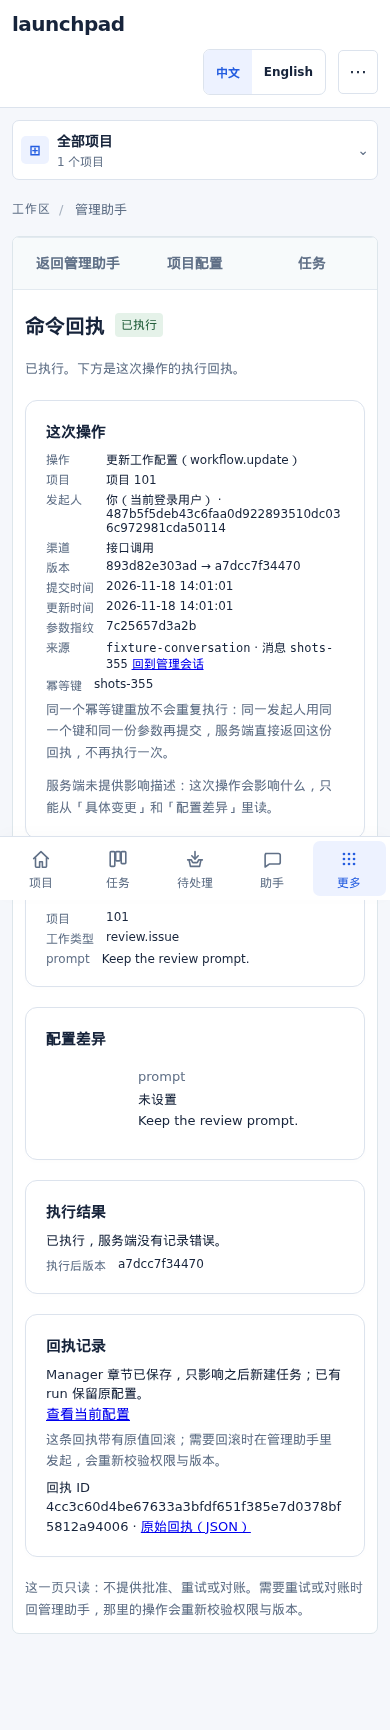 launchpad
中文 English ⋯
⊞ 全部项目
1 个项目
工作区 / 管理助手
返回管理助手 项目配置 任务
命令回执 已执行
已执行。下方是这次操作的执行回执。
这次操作
操作 更新工作配置（workflow.update）
项目 项目 101
发起人 你（当前登录用户） ·
487b5f5deb43c6faa0d922893510dc03
6c972981cda50114
渠道 接口调用
版本 893d82e303ad → a7dcc7f34470
提交时间 2026-11-18 14:01:01
更新时间 2026-11-18 14:01:01
参数指纹 7c25657d3a2b
来源 fixture-conversation · 消息 shots-
355 回到管理会话
幂等键 shots-355
同一个幂等键重放不会重复执行：同一发起人用同
一个键和同一份参数再提交，服务端直接返回这份
回执，不再执行一次。
服务端未提供影响描述：这次操作会影响什么，只
能从「具体变更」和「配置差异」里读。
项目 任务 待处理 助手 更多
项目 101
工作类型 review.issue
prompt Keep the review prompt.
配置差异
prompt
未设置
Keep the review prompt.
执行结果
已执行，服务端没有记录错误。
执行后版本 a7dcc7f34470
回执记录
Manager 章节已保存，只影响之后新建任务；已有
run 保留原配置。
查看当前配置
这条回执带有原值回滚；需要回滚时在管理助手里
发起，会重新校验权限与版本。
回执 ID
4cc3c60d4be67633a3bfdf651f385e7d0378bf
5812a94006 · 原始回执（JSON）
这一页只读：不提供批准、重试或对账。需要重试或对账时
回管理助手，那里的操作会重新校验权限与版本。